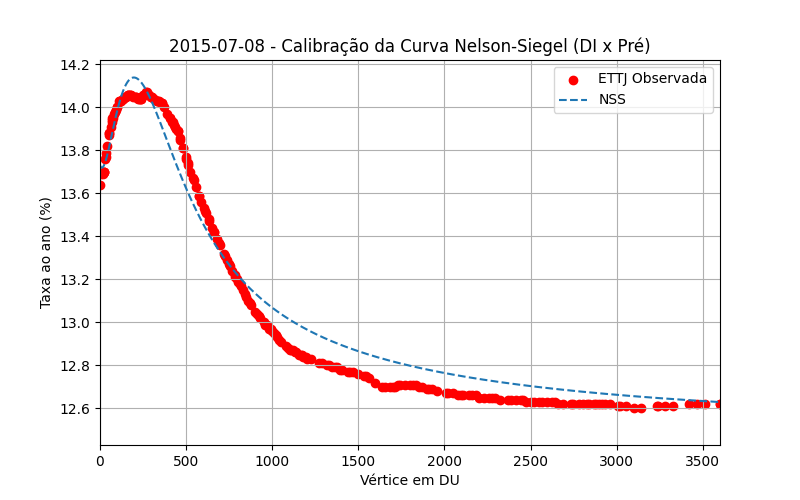 2015-07-08 - Calibração da Curva Nelson-Siegel (DI x Pré)
ETTJ Observada
NSS
Taxa ao ano (%)
14.2
14.0
13.8
13.6
13.4
13.2
13.0
12.8
12.6
0 500 1000 1500 2000 2500 3000 3500
Vértice em DU